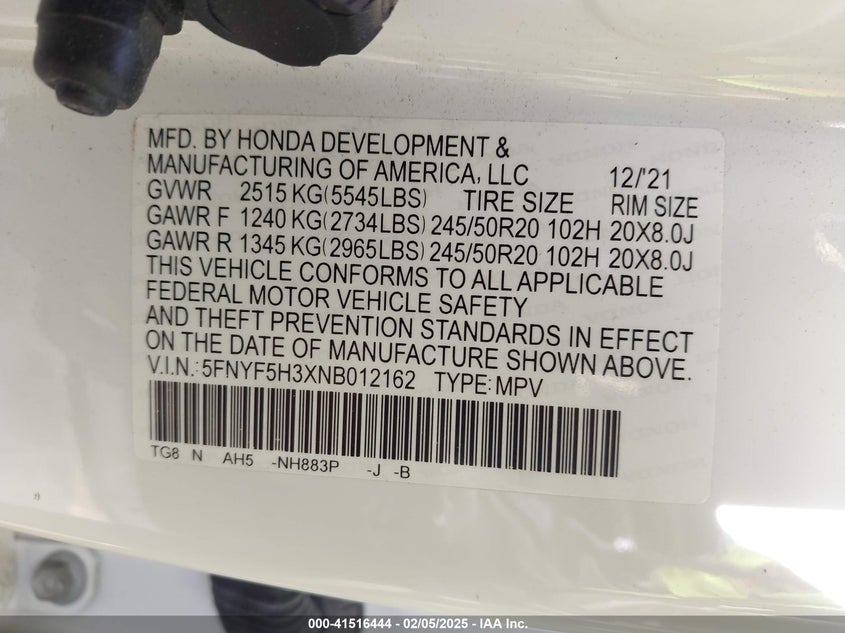 MFD. BY HONDA DEVELOPMENT &
MANUFACTURING OF AMERICA, LLC 12/'21
GVWR 2515 KG(5545LBS) TIRE SIZE RIM SIZE
GAWR F 1240 KG(2734LBS) 245/50R20 102H 20X8.0J
GAWR R 1345 KG(2965LBS) 245/50R20 102H 20X8.0J
THIS VEHICLE CONFORMS TO ALL APPLICABLE
FEDERAL MOTOR VEHICLE SAFETY
AND THEFT PREVENTION STANDARDS IN EFFECT
ON THE DATE OF MANUFACTURE SHOWN ABOVE.
V.I.N.:5FNYF5H3XNB012162 TYPE:MPV
TG8 N AH5 -NH883P -J -B
000-41516444 - 02/05/2025 - IAA Inc.